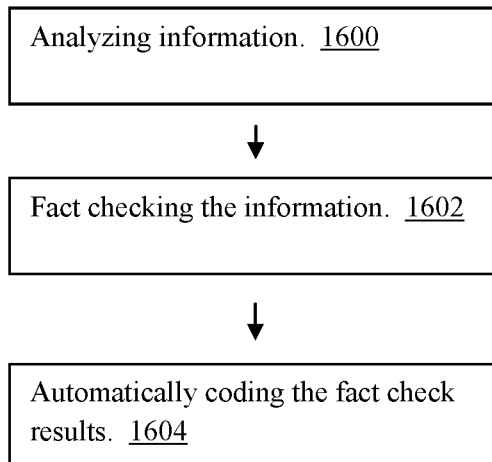 Analyzing information. 1600
Fact checking the information. 1602
Automatically coding the fact check
results. 1604